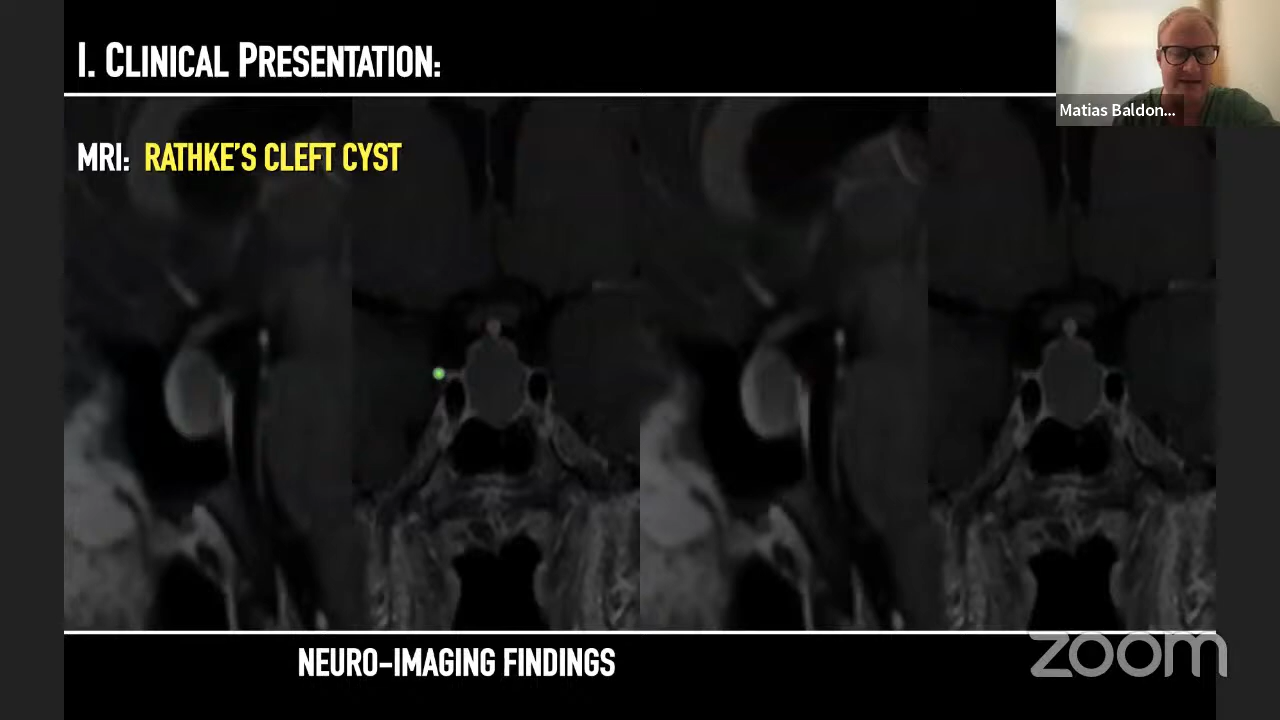 I. CLINICAL PRESENTATION:
Matias Baldon...
MRI: RATHKE'S CLEFT CYST
NEURO-IMAGING FINDINGS
zoom